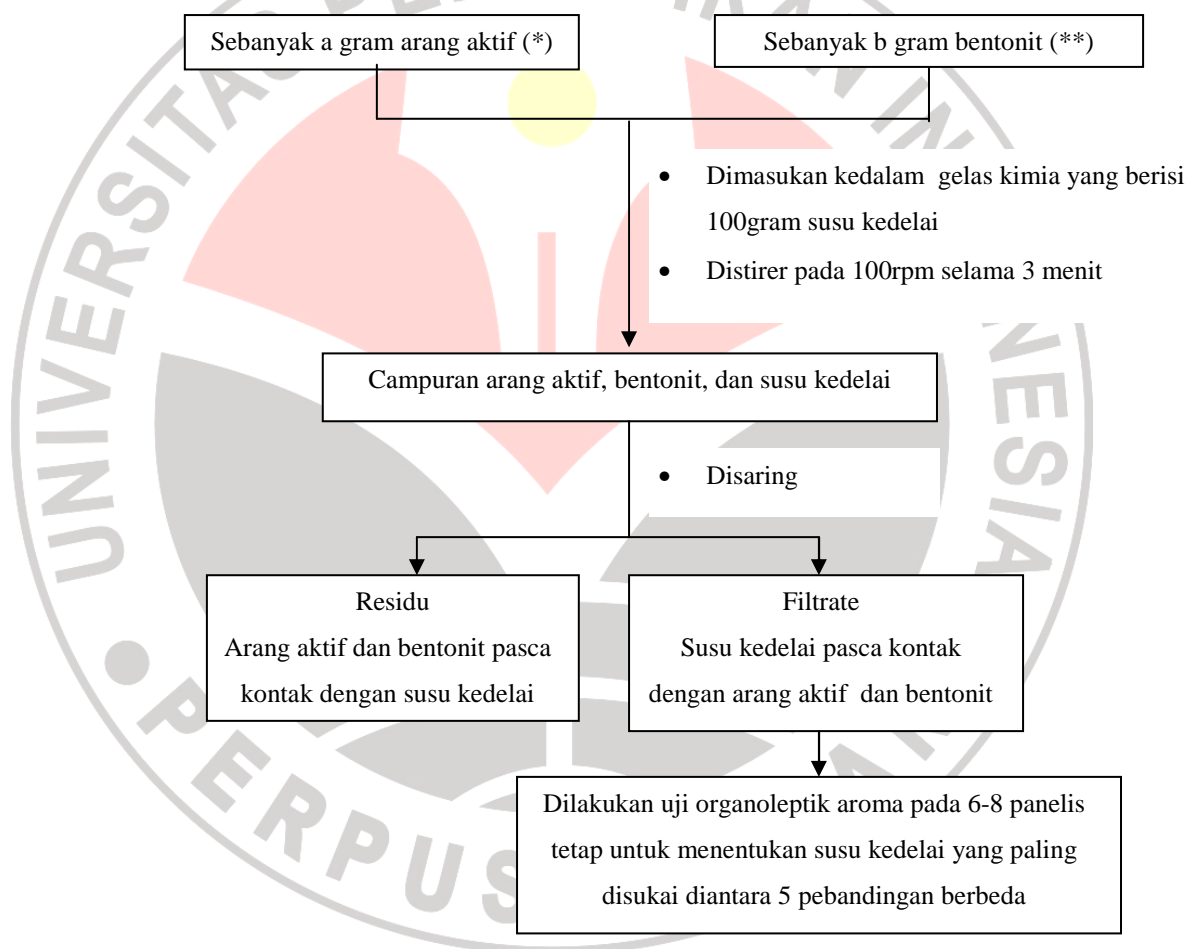 Sebanyak a gram arang aktif (*)
Sebanyak b gram bentonit (**)
• Dimasukan kedalam gelas kimia yang berisi
100gram susu kedelai
• Distirer pada 100rpm selama 3 menit
Campuran arang aktif, bentonit, dan susu kedelai
• Disaring
Residu
Arang aktif dan bentonit pasca
kontak dengan susu kedelai
Filtrate
Susu kedelai pasca kontak
dengan arang aktif dan bentonit
Dilakukan uji organoleptik aroma pada 6-8 panelis
tetap untuk menentukan susu kedelai yang paling
disukai diantara 5 pebandingan berbeda